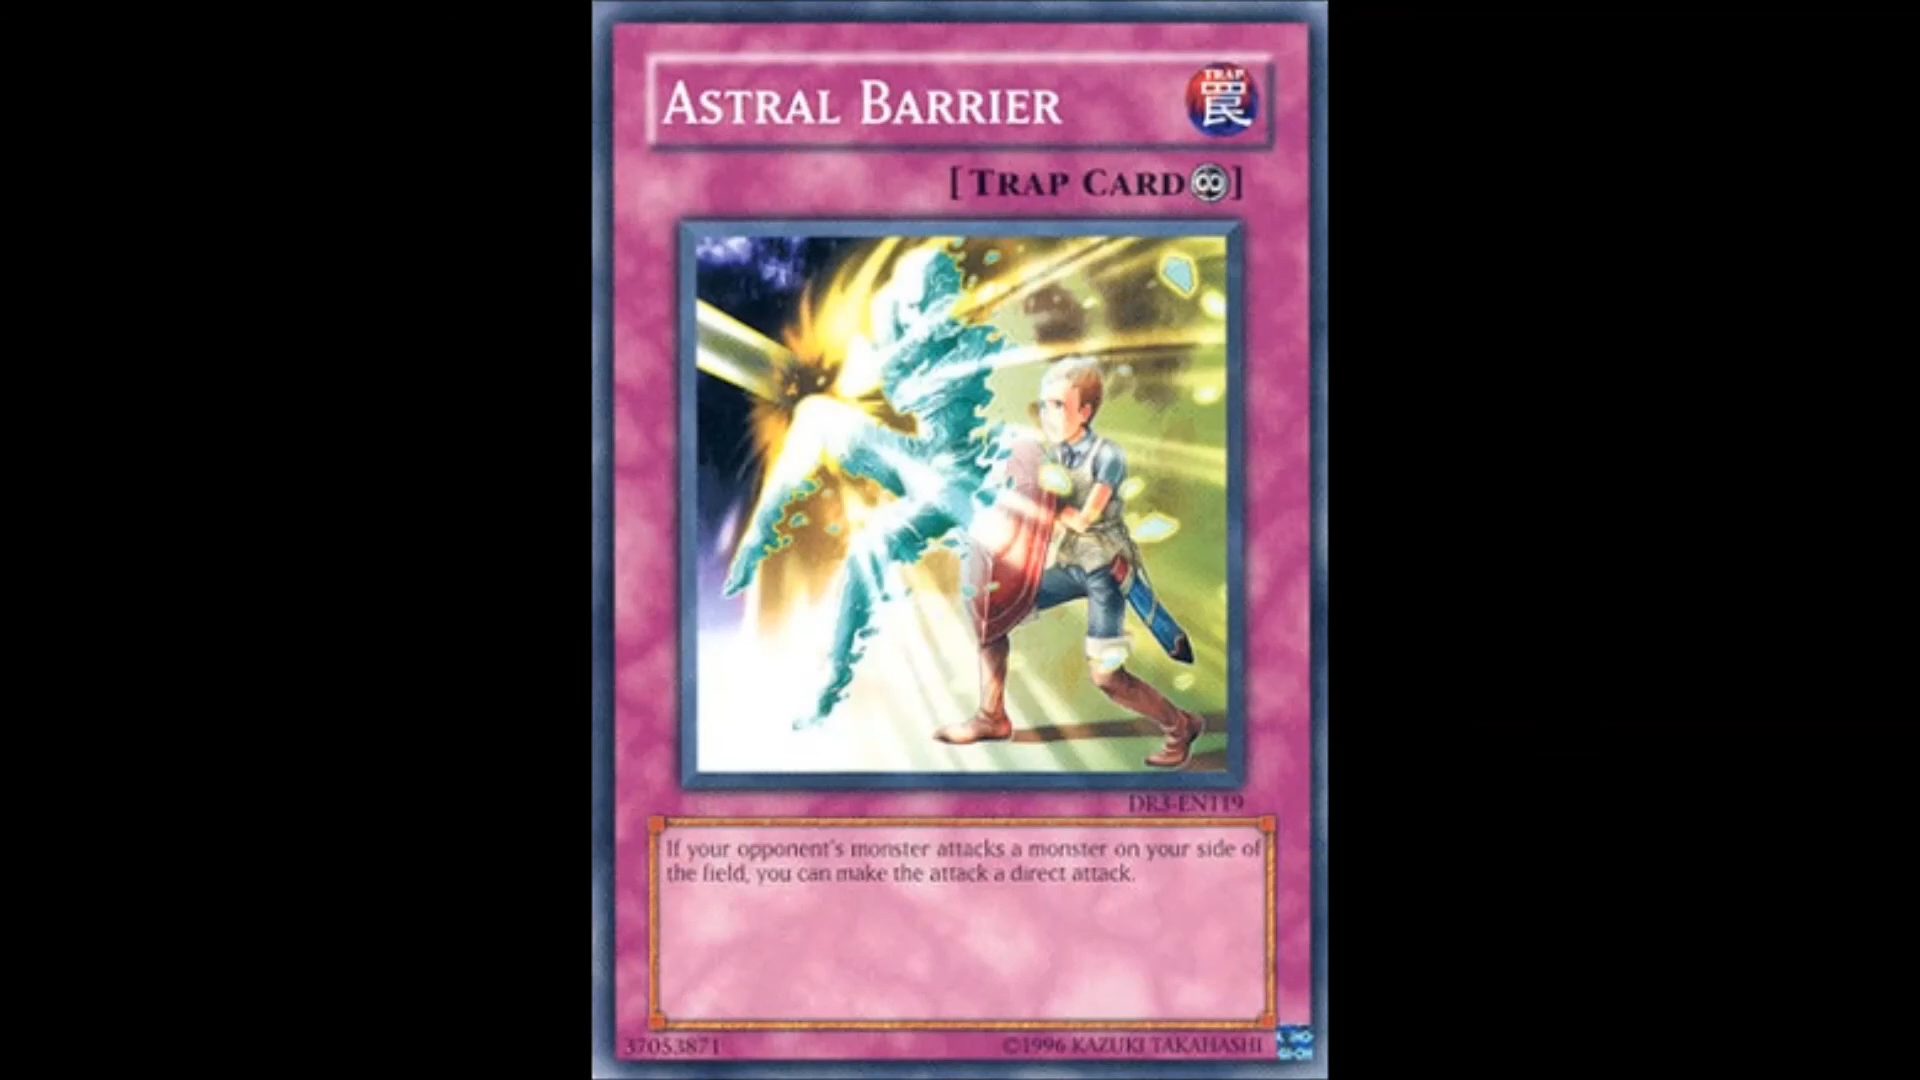 ASTRAL BARRIER
TRAP
罠
[TRAP CARD∞]
DR3-EN119
If your opponent's monster attacks a monster on your side of
the field, you can make the attack a direct attack.
37053871
©1996 KAZUKI TAKAHASHI